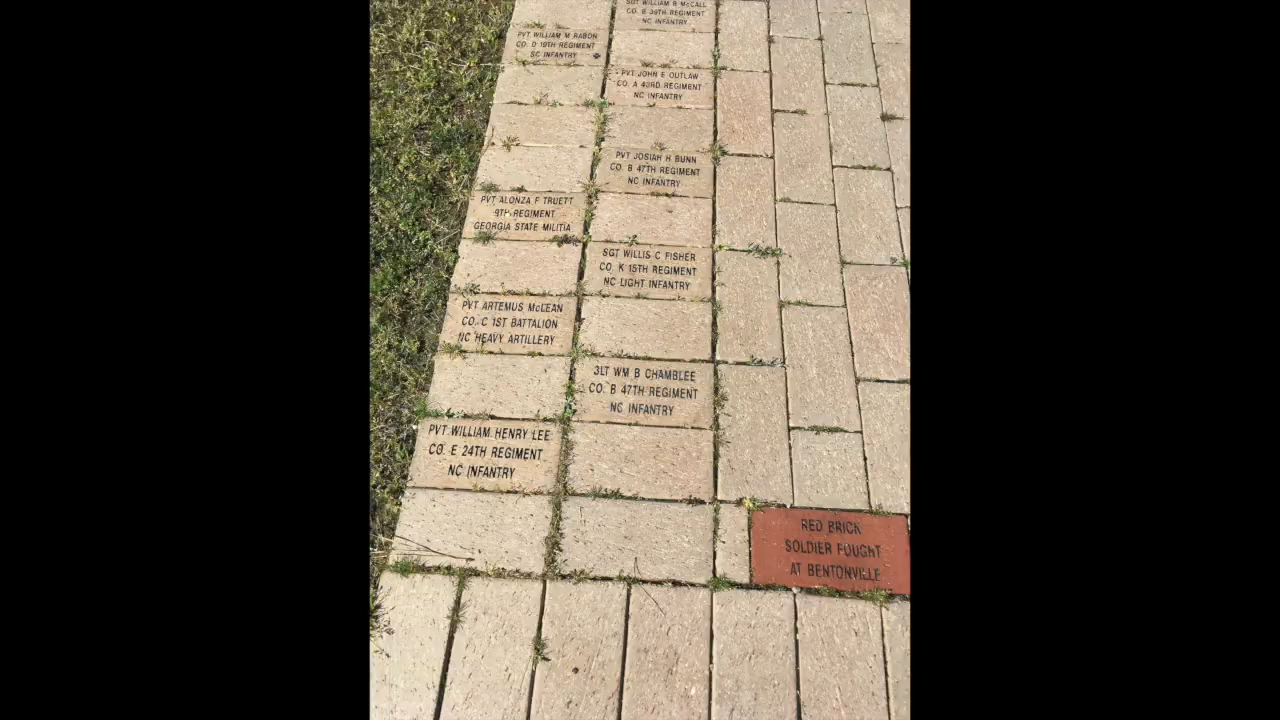 SGT WILLIAM B McCALL
CO. B 39TH REGIMENT
NC INFANTRY
PVT WILLIAM M RABON
CO. D 19TH REGIMENT
SC INFANTRY
PVT JOHN E OUTLAW
CO. A 43RD REGIMENT
NC INFANTRY
PVT JOSIAH H BUNN
CO. B 47TH REGIMENT
NC INFANTRY
PVT ALONZA F TRUETT
9TH REGIMENT
GEORGIA STATE MILITIA
SGT WILLIS C FISHER
CO. K 15TH REGIMENT
NC LIGHT INFANTRY
PVT ARTEMUS McLEAN
CO. C 1ST BATTALION
NC HEAVY ARTILLERY
3LT WM B CHAMBLEE
CO. B 47TH REGIMENT
NC INFANTRY
PVT WILLIAM HENRY LEE
CO. E 24TH REGIMENT
NC INFANTRY
RED BRICK
SOLDIER FOUGHT
AT BENTONVILLE